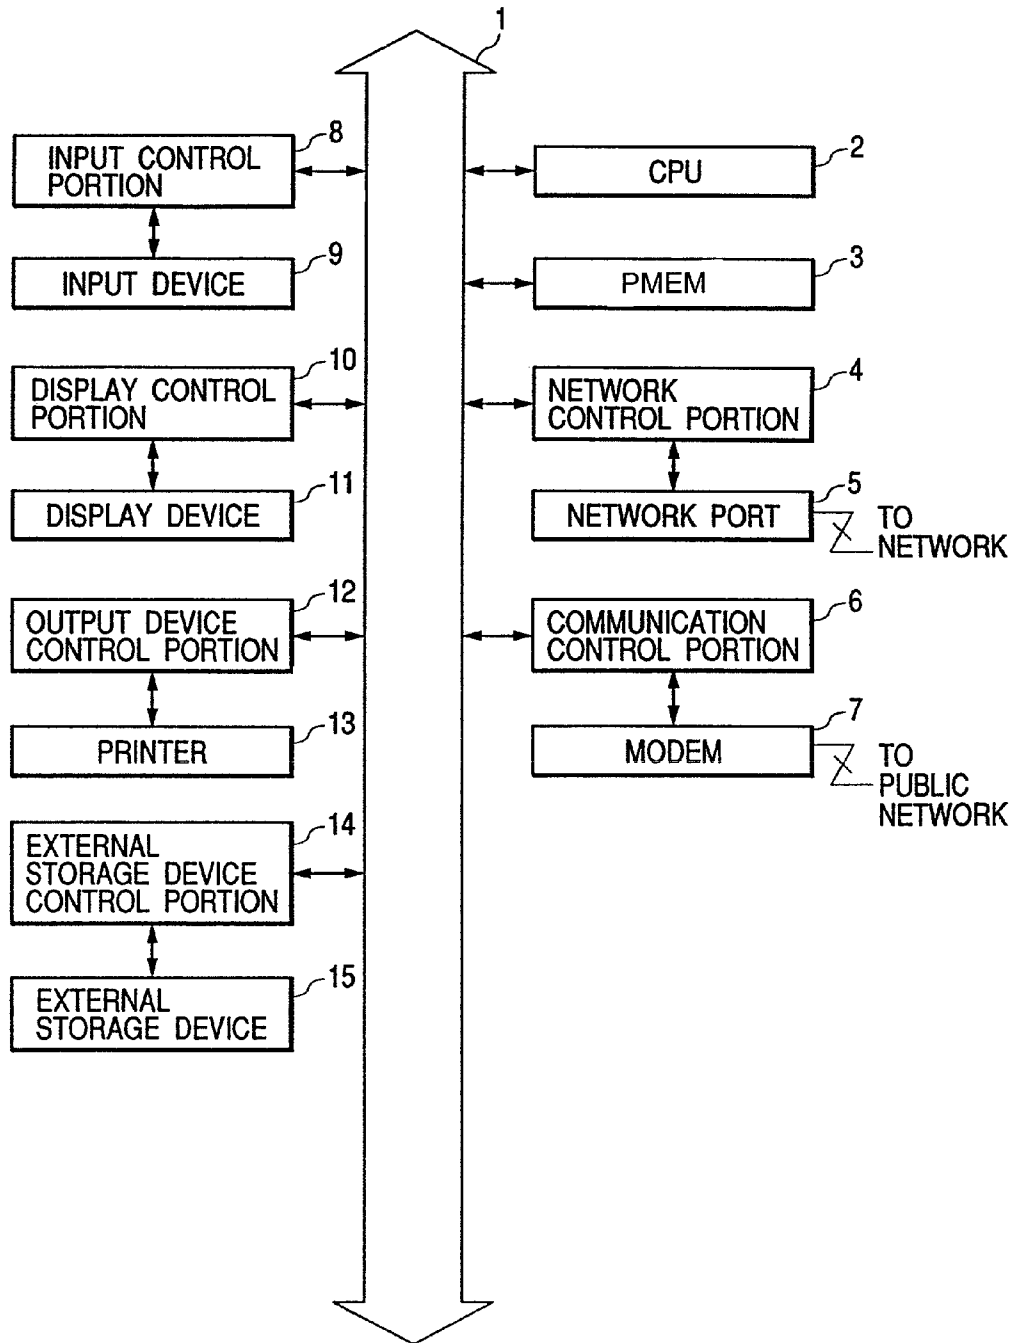 1
8
INPUT CONTROL
PORTION
2
CPU
9
INPUT DEVICE
3
PMEM
10
DISPLAY CONTROL
PORTION
4
NETWORK
CONTROL PORTION
11
DISPLAY DEVICE
5
NETWORK PORT
TO
NETWORK
12
OUTPUT DEVICE
CONTROL PORTION
6
COMMUNICATION
CONTROL PORTION
13
PRINTER
7
MODEM
TO
PUBLIC
NETWORK
14
EXTERNAL
STORAGE DEVICE
CONTROL PORTION
15
EXTERNAL
STORAGE DEVICE